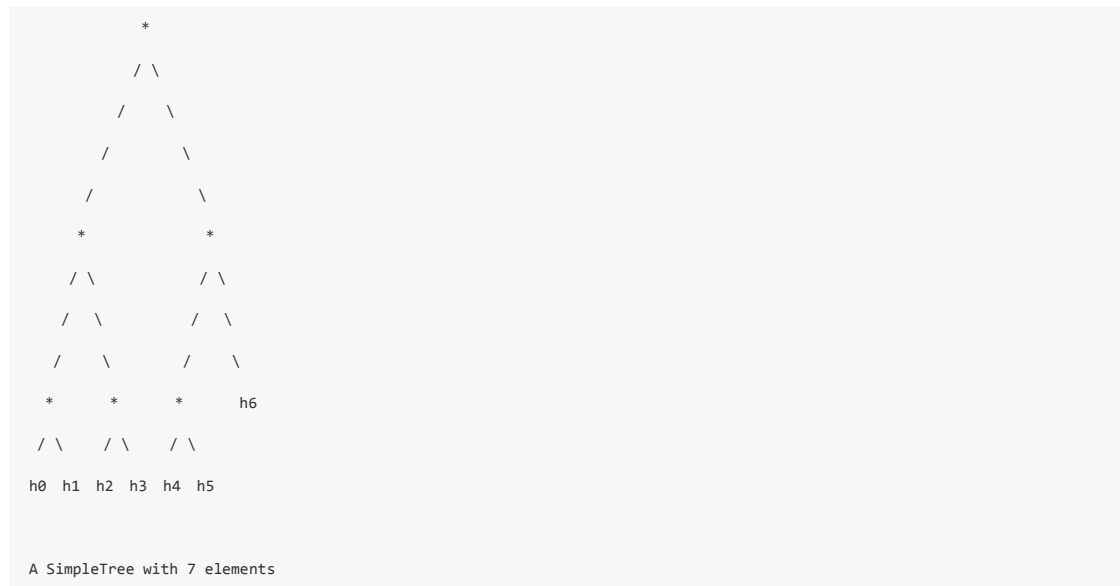 *
/ \
/ \
/ \
/ \
* *
/ \ / \
/ \ / \
/ \ / \
* * * h6
/ \ / \ / \
h0 h1 h2 h3 h4 h5
A SimpleTree with 7 elements